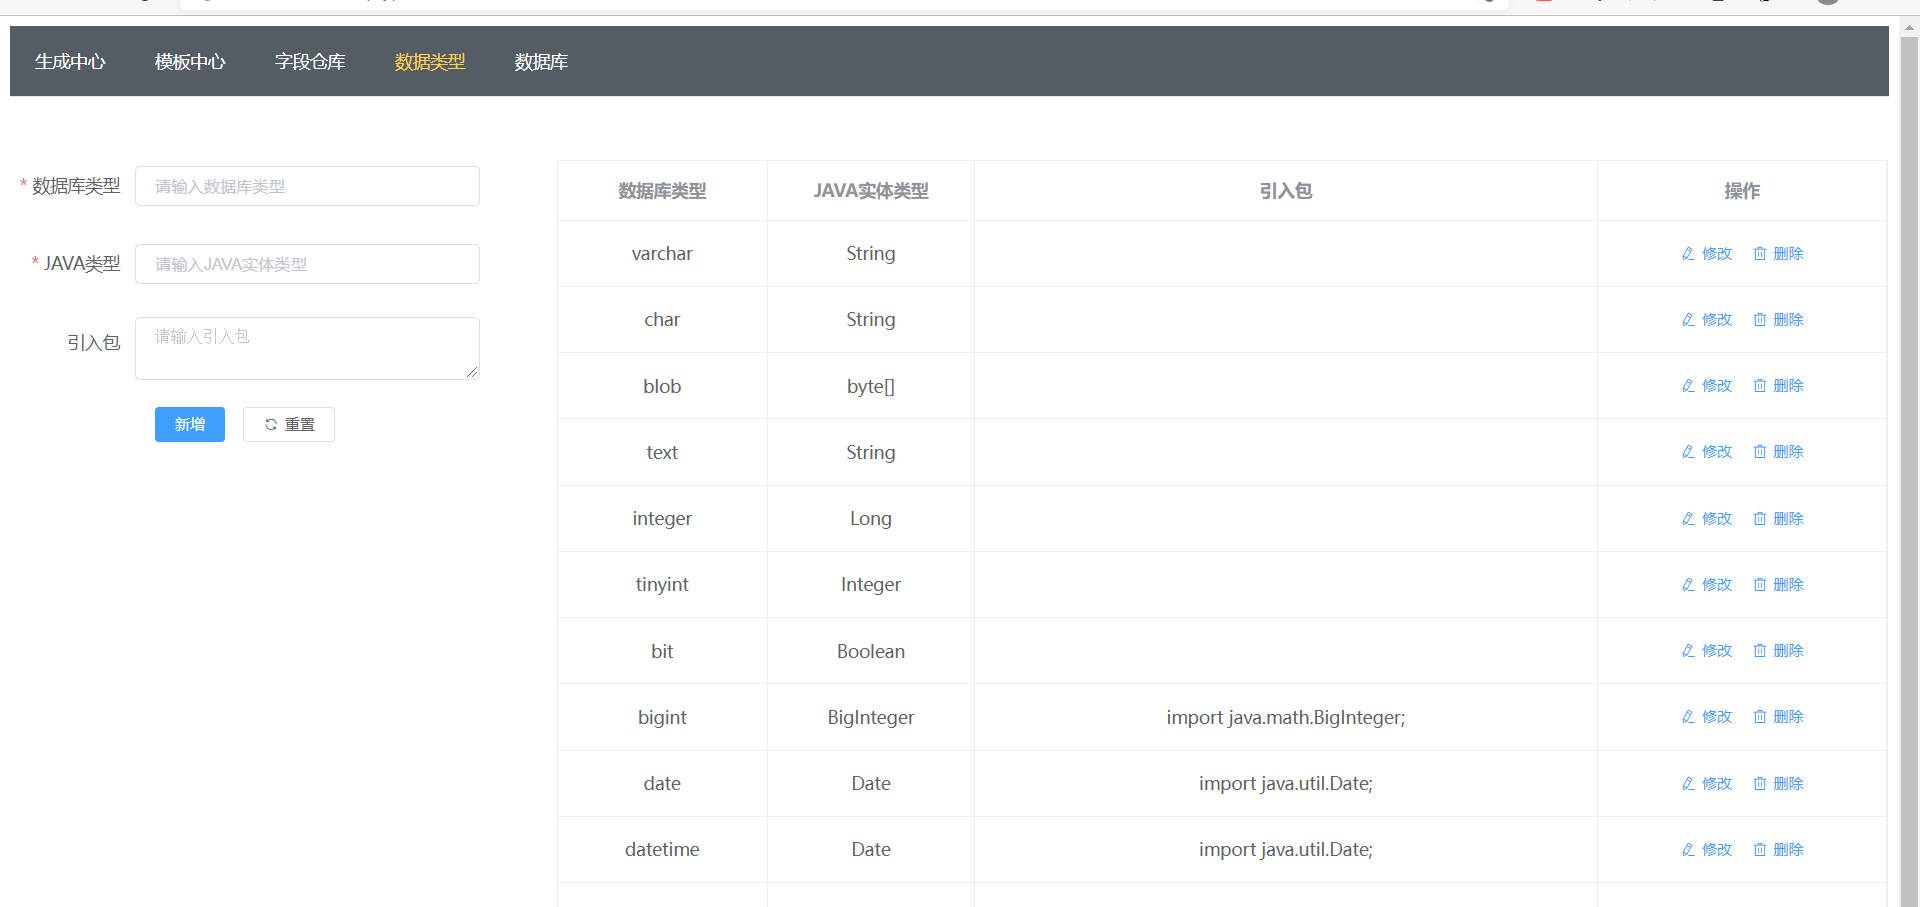 生成中心 模板中心 字段仓库 数据类型 数据库
* 数据库类型 请输入数据库类型
* JAVA类型 请输入JAVA实体类型
引入包 请输入引入包
新增 重置
数据库类型 JAVA实体类型 引入包 操作
varchar String 修改 删除
char String 修改 删除
blob byte[] 修改 删除
text String 修改 删除
integer Long 修改 删除
tinyint Integer 修改 删除
bit Boolean 修改 删除
bigint BigInteger import java.math.BigInteger; 修改 删除
date Date import java.util.Date; 修改 删除
datetime Date import java.util.Date; 修改 删除